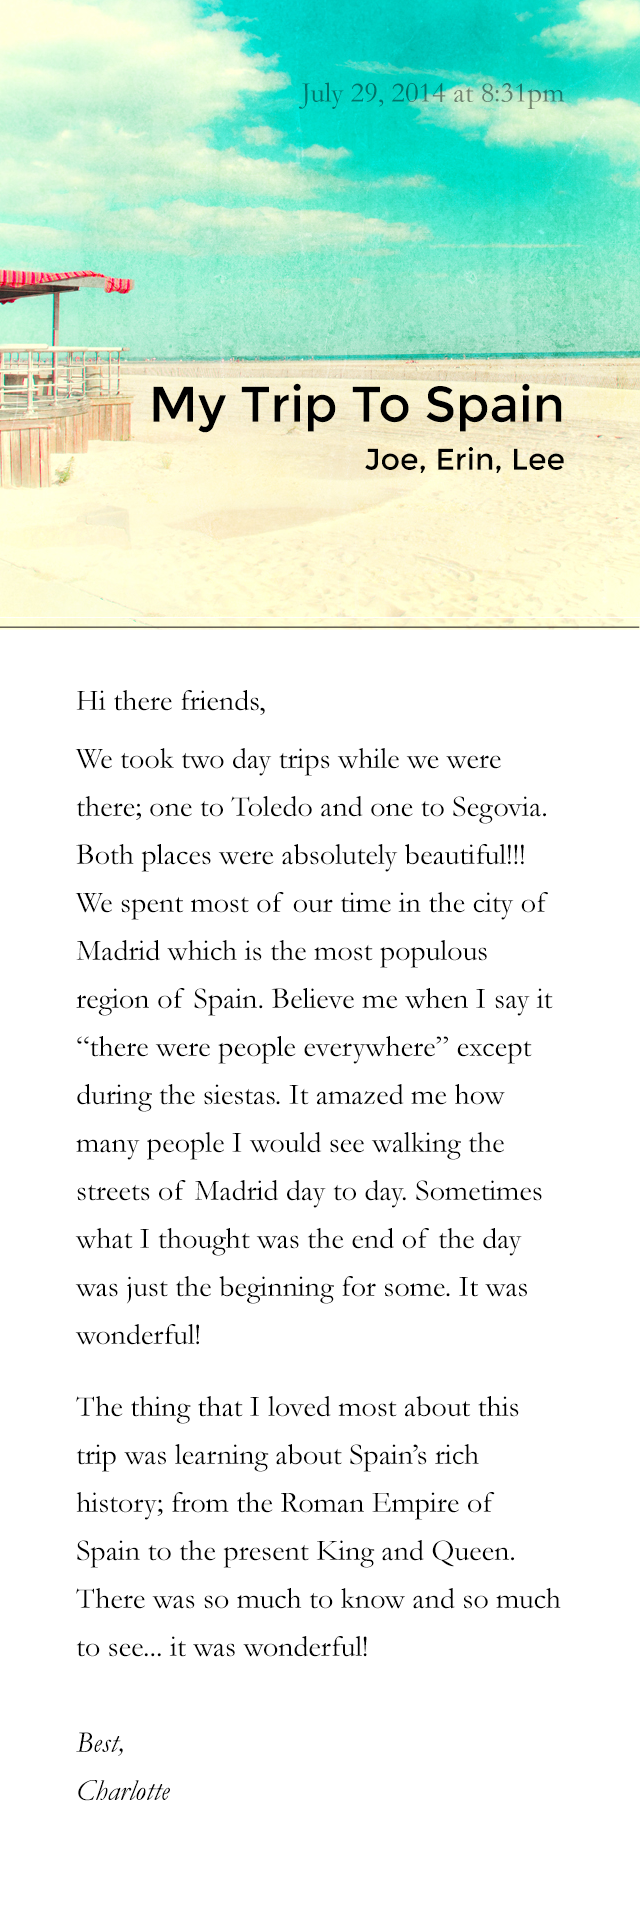 July 29, 2014 at 8:31pm
My Trip To Spain
Joe, Erin, Lee
Hi there friends,
We took two day trips while we were
there; one to Toledo and one to Segovia.
Both places were absolutely beautiful!!!
We spent most of our time in the city of
Madrid which is the most populous
region of Spain. Believe me when I say it
“there were people everywhere” except
during the siestas. It amazed me how
many people I would see walking the
streets of Madrid day to day. Sometimes
what I thought was the end of the day
was just the beginning for some. It was
wonderful!
The thing that I loved most about this
trip was learning about Spain’s rich
history; from the Roman Empire of
Spain to the present King and Queen.
There was so much to know and so much
to see... it was wonderful!
Best,
Charlotte